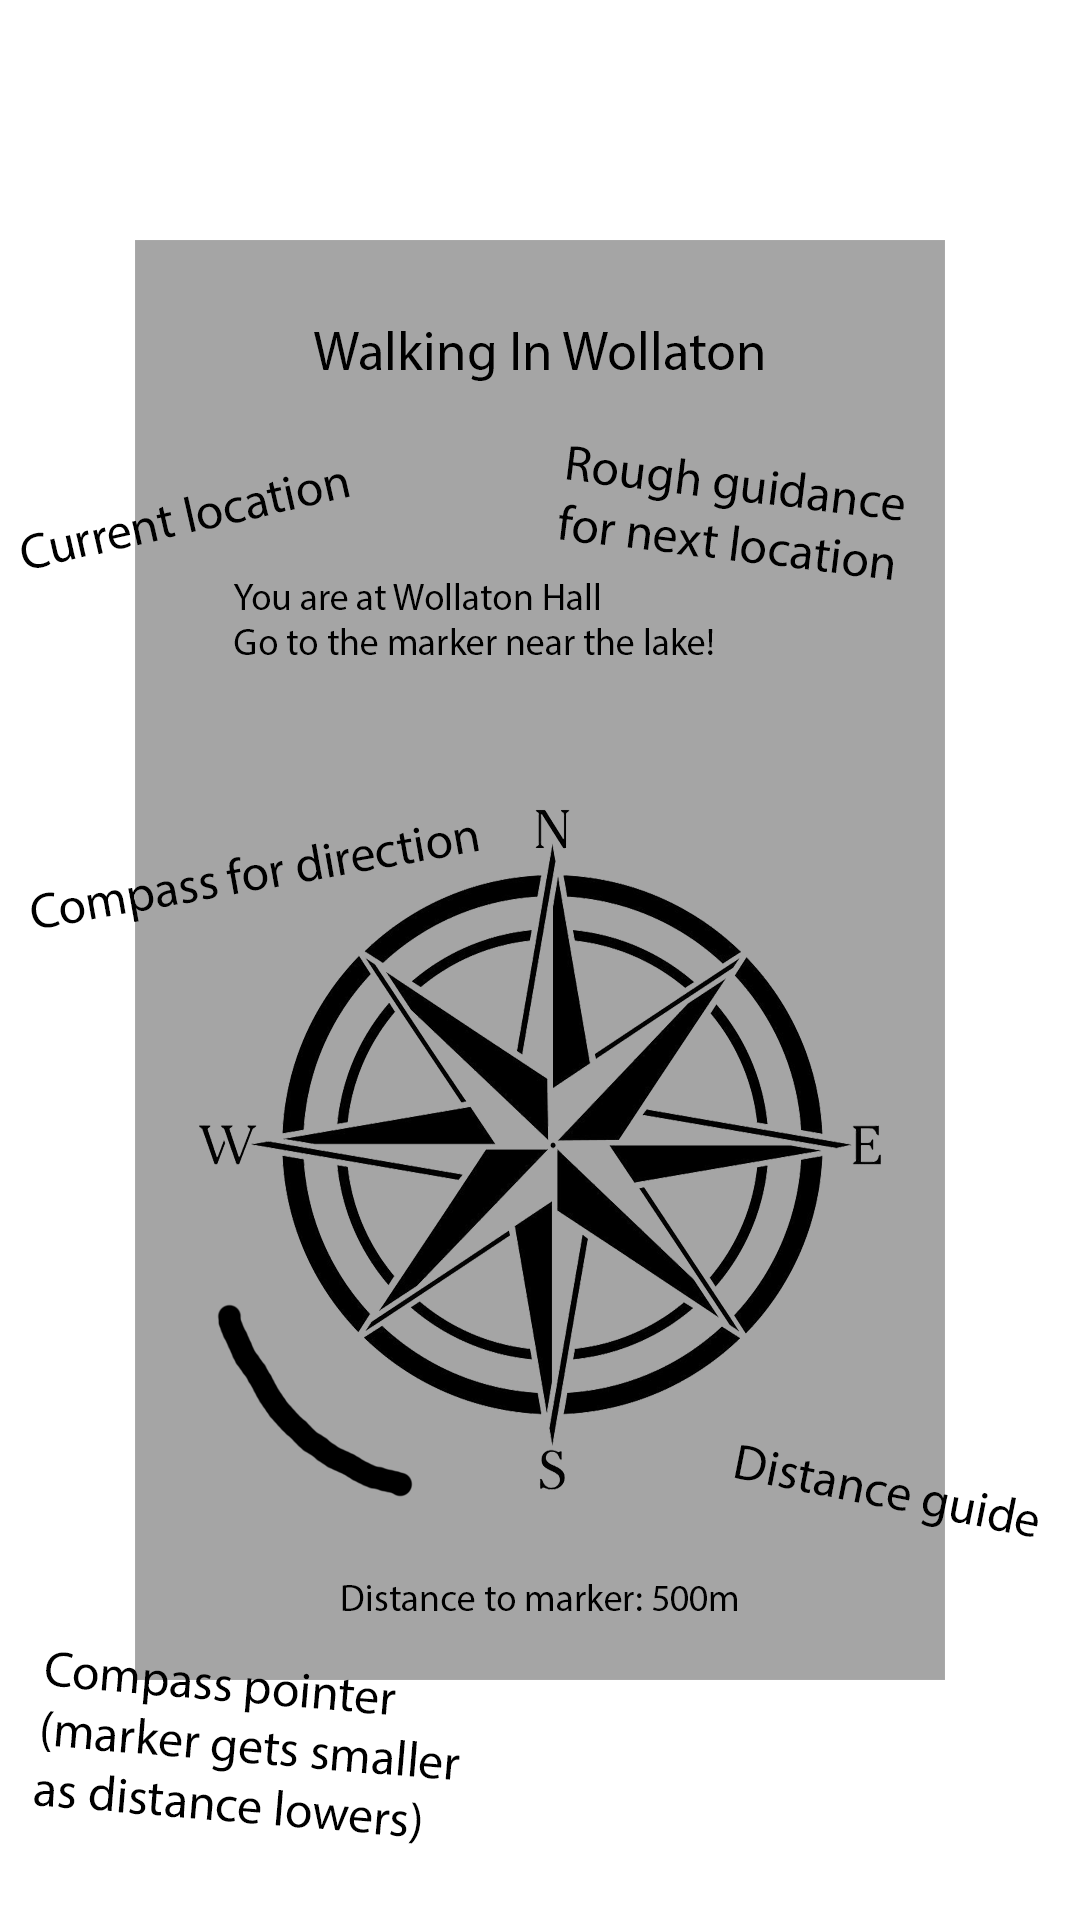 Walking In Wollaton
Current location
Rough guidance
for next location
You are at Wollaton Hall
Go to the marker near the lake!
Compass for direction
N
W
E
S
Distance guide
Distance to marker: 500m
Compass pointer
(marker gets smaller
as distance lowers)